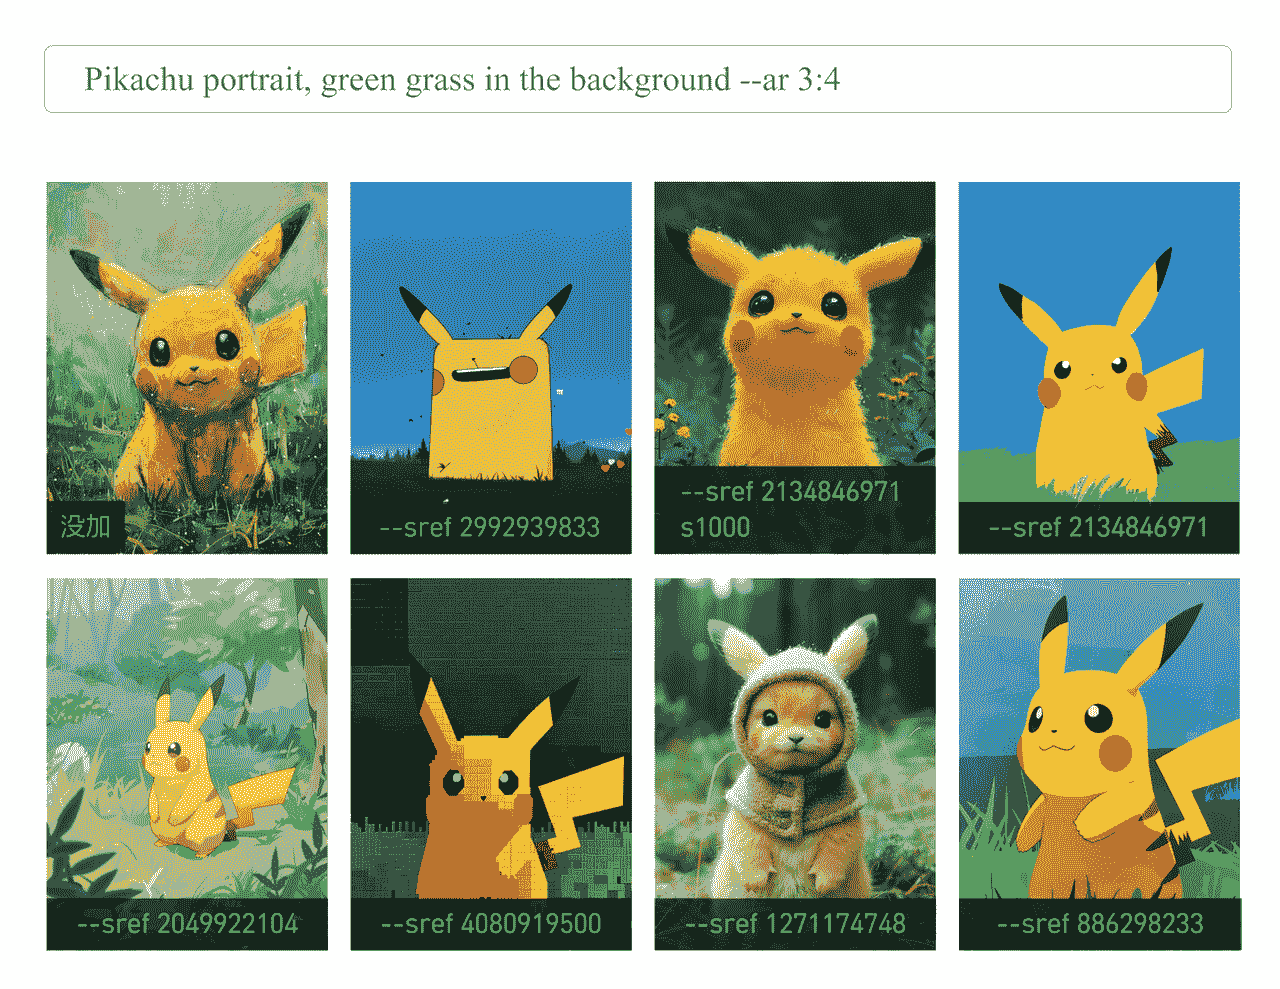 Pikachu portrait, green grass in the background --ar 3:4
没加
--sref 2992939833
--sref 2134846971
s1000
--sref 2134846971
--sref 2049922104
--sref 4080919500
--sref 1271174748
--sref 886298233